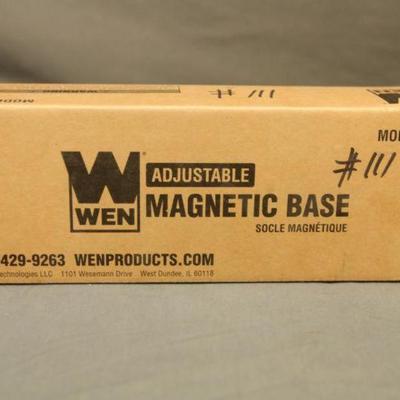 WARNING
# 111
WEN
ADJUSTABLE
MAGNETIC BASE
SOCLE MAGNÉTIQUE
# 111
429-9263 WENPRODUCTS.COM
echnologies LLC 1101 Wesemann Drive West Dundee, IL 60118